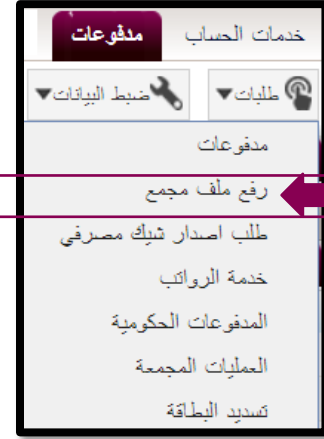 خدمات الحساب مدفوعات
طلبات ضبط البيانات
مدفوعات
رفع ملف مجمع
طلب اصدار شيك مصرفي
خدمة الرواتب
المدفوعات الحكومية
العمليات المجمعة
تسديد البطاقة